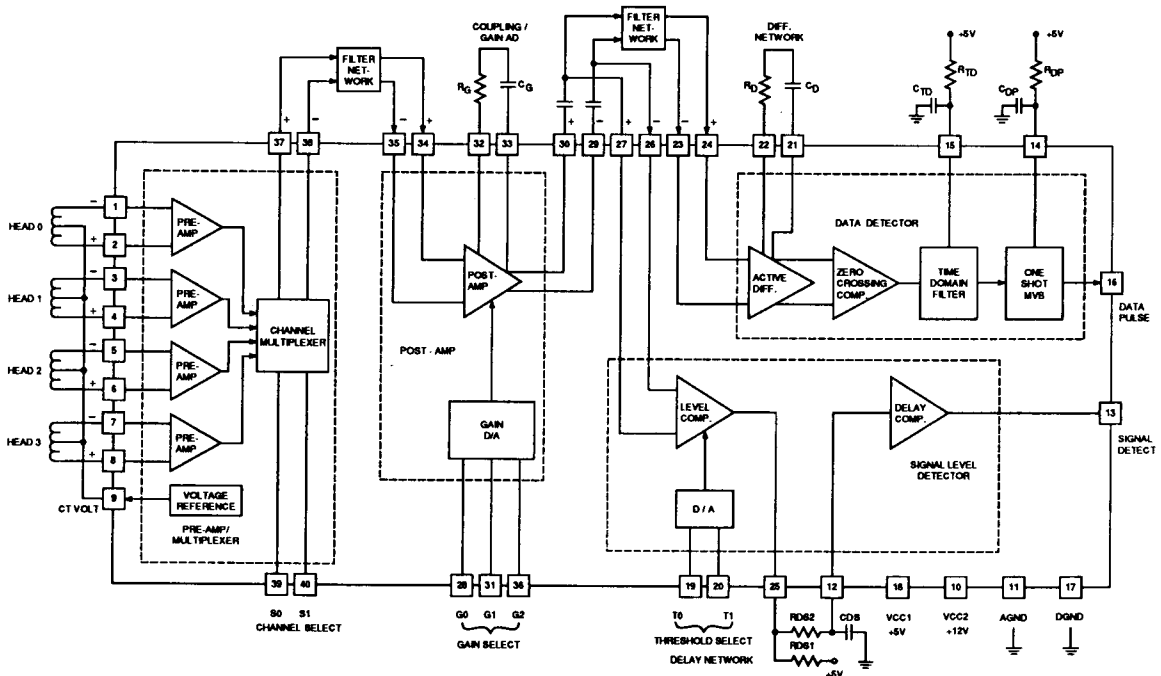 FILTER
NET-
WORK
COUPLING /
GAIN AD
RG
CG
FILTER
NET-
WORK
DIFF.
NETWORK
RD
CD
+5V
RTD
CTD
+5V
RDP
CDP
+
−
−
+
+
−
+
−
−
+
37
38
35
34
32
33
30
29
27
26
23
24
22
21
15
14
HEAD 0
−
1
+
2
PRE-
AMP
HEAD 1
−
3
+
4
PRE-
AMP
HEAD 2
−
5
+
6
PRE-
AMP
HEAD 3
−
7
+
8
PRE-
AMP
CHANNEL
MULTIPLEXER
9
CT VOLT
VOLTAGE
REFERENCE
PRE-AMP/
MULTIPLEXER
POST-
AMP
POST - AMP
GAIN
D/A
DATA DETECTOR
ACTIVE
DIFF.
ZERO
CROSSING
COMP.
TIME
DOMAIN
FILTER
ONE
SHOT
MVB
16
DATA
PULSE
LEVEL
COMP.
DELAY
COMP.
13
SIGNAL
DETECT
SIGNAL LEVEL
DETECTOR
D / A
39
40
28
31
36
19
20
25
12
18
10
11
17
S0
S1
CHANNEL SELECT
G0
G1
G2
GAIN SELECT
T0
T1
THRESHOLD SELECT
DELAY NETWORK
RDS2
CDS
RDS1
+5V
VCC1
+5V
VCC2
+12V
AGND
DGND